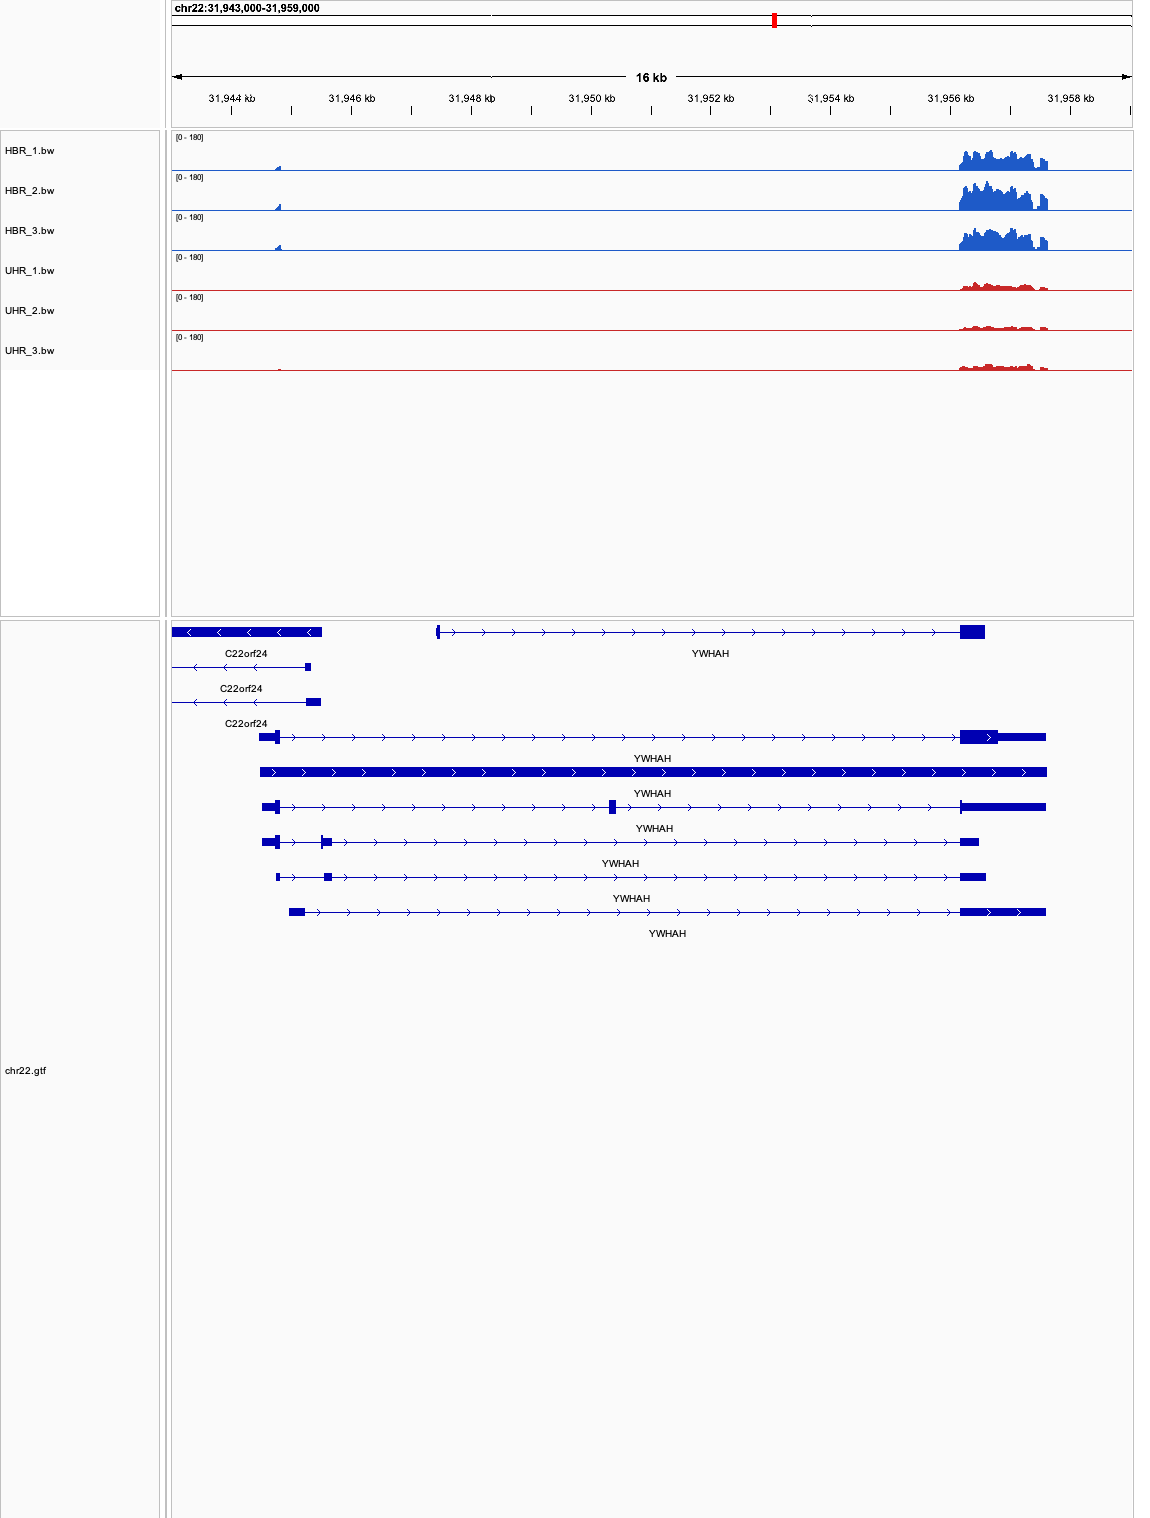 chr22:31,943,000-31,959,000
16 kb
31,944 kb 31,946 kb 31,948 kb 31,950 kb 31,952 kb 31,954 kb 31,956 kb 31,958 kb
[0 - 180]
HBR_1.bw
[0 - 180]
HBR_2.bw
[0 - 180]
HBR_3.bw
[0 - 180]
UHR_1.bw
[0 - 180]
UHR_2.bw
[0 - 180]
UHR_3.bw
C22orf24 YWHAH
C22orf24
C22orf24
YWHAH
YWHAH
YWHAH
YWHAH
YWHAH
YWHAH
chr22.gtf